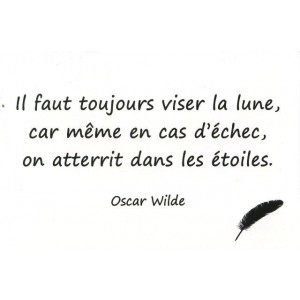 Il faut toujours viser la lune,
car même en cas d'échec,
on atterrit dans les étoiles.
Oscar Wilde